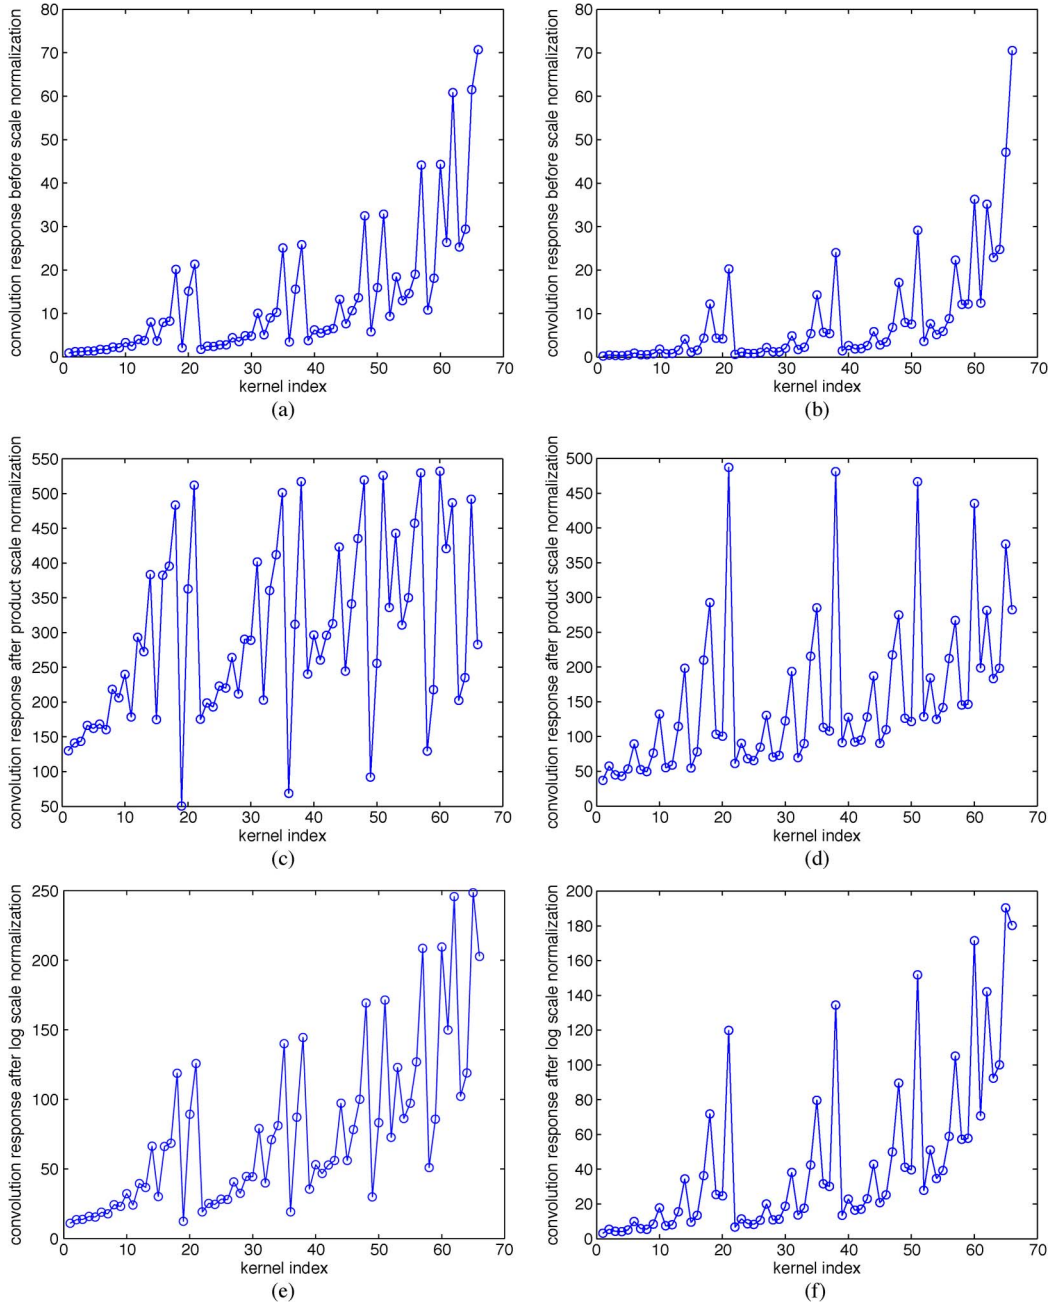 convolution response before scale normalization
80
70
60
50
40
30
20
10
0
0 10 20 30 40 50 60 70
kernel index
(a)
convolution response before scale normalization
80
70
60
50
40
30
20
10
0
0 10 20 30 40 50 60 70
kernel index
(b)
convolution response after product scale normalization
550
500
450
400
350
300
250
200
150
100
50
0 10 20 30 40 50 60 70
kernel index
(c)
convolution response after product scale normalization
500
450
400
350
300
250
200
150
100
50
0
0 10 20 30 40 50 60 70
kernel index
(d)
convolution response after log scale normalization
250
200
150
100
50
0
0 10 20 30 40 50 60 70
kernel index
(e)
convolution response after log scale normalization
200
180
160
140
120
100
80
60
40
20
0
0 10 20 30 40 50 60 70
kernel index
(f)